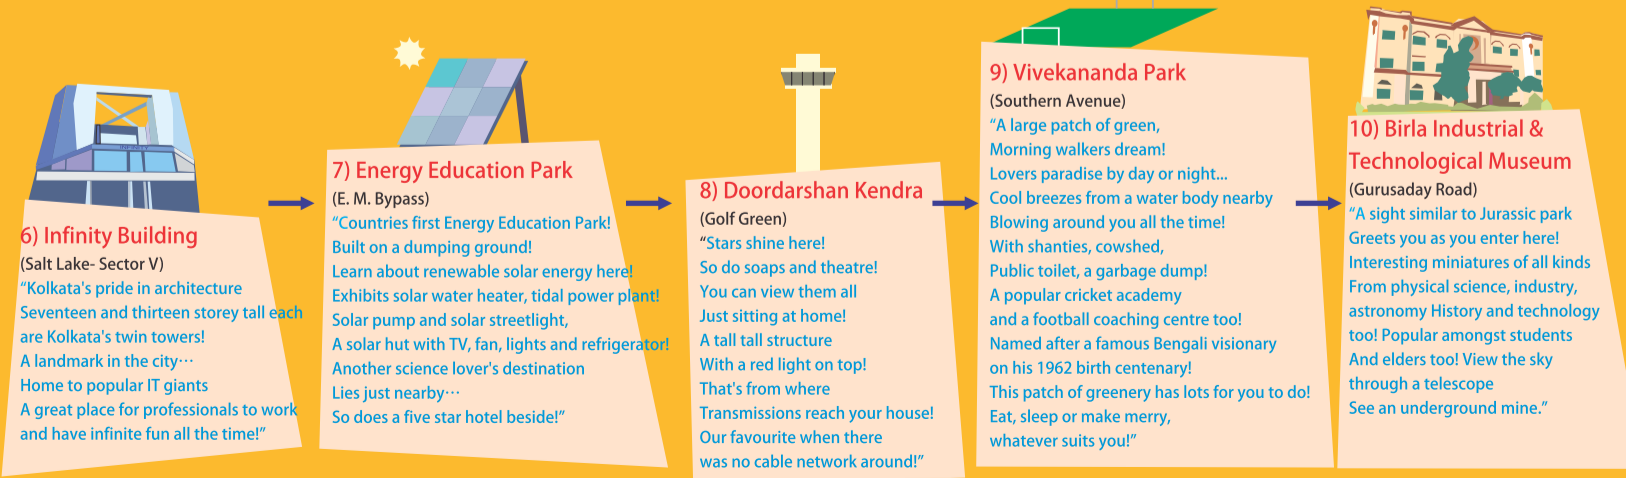 6) Infinity Building
(Salt Lake- Sector V)
“Kolkata's pride in architecture
Seventeen and thirteen storey tall each
are Kolkata's twin towers!
A landmark in the city···
Home to popular IT giants
A great place for professionals to work
and have infinite fun all the time!”
7) Energy Education Park
(E. M. Bypass)
“Countries first Energy Education Park!
Built on a dumping ground!
Learn about renewable solar energy here!
Exhibits solar water heater, tidal power plant!
Solar pump and solar streetlight,
A solar hut with TV, fan, lights and refrigerator!
Another science lover's destination
Lies just nearby···
So does a five star hotel beside!”
8) Doordarshan Kendra
(Golf Green)
“Stars shine here!
So do soaps and theatre!
You can view them all
Just sitting at home!
A tall tall structure
With a red light on top!
That's from where
Transmissions reach your house!
Our favourite when there
was no cable network around!”
9) Vivekananda Park
(Southern Avenue)
“A large patch of green,
Morning walkers dream!
Lovers paradise by day or night...
Cool breezes from a water body nearby
Blowing around you all the time!
With shanties, cowshed,
Public toilet, a garbage dump!
A popular cricket academy
and a football coaching centre too!
Named after a famous Bengali visionary
on his 1962 birth centenary!
This patch of greenery has lots for you to do!
Eat, sleep or make merry,
whatever suits you!”
10) Birla Industrial &
Technological Museum
(Gurusaday Road)
“A sight similar to Jurassic park
Greets you as you enter here!
Interesting miniatures of all kinds
From physical science, industry,
astronomy History and technology
too! Popular amongst students
And elders too! View the sky
through a telescope
See an underground mine.”